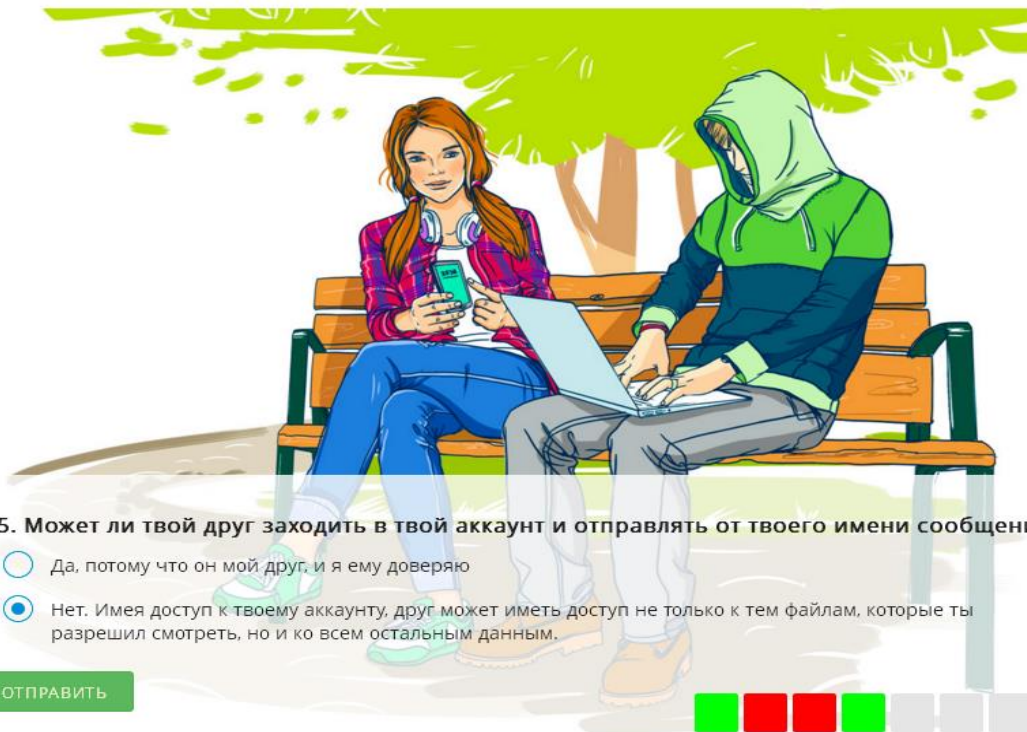 5. Может ли твой друг заходить в твой аккаунт и отправлять от твоего имени
Да, потому что он мой друг, и я ему доверяю
Нет. Имея доступ к твоему аккаунту, друг может иметь доступ не только к тем файлам, которые ты
разрешил смотреть, но и ко всем остальным данным.
ОТПРАВИТЬ